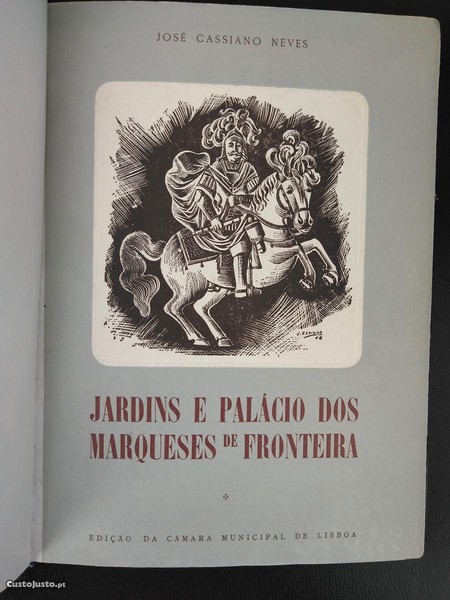 JOSÉ CASSIANO NEVES
JARDINS E PALÁCIO DOS
MARQUESES DE FRONTEIRA
EDIÇÃO DA CÂMARA MUNICIPAL DE LISBOA
CustoJusto.pt